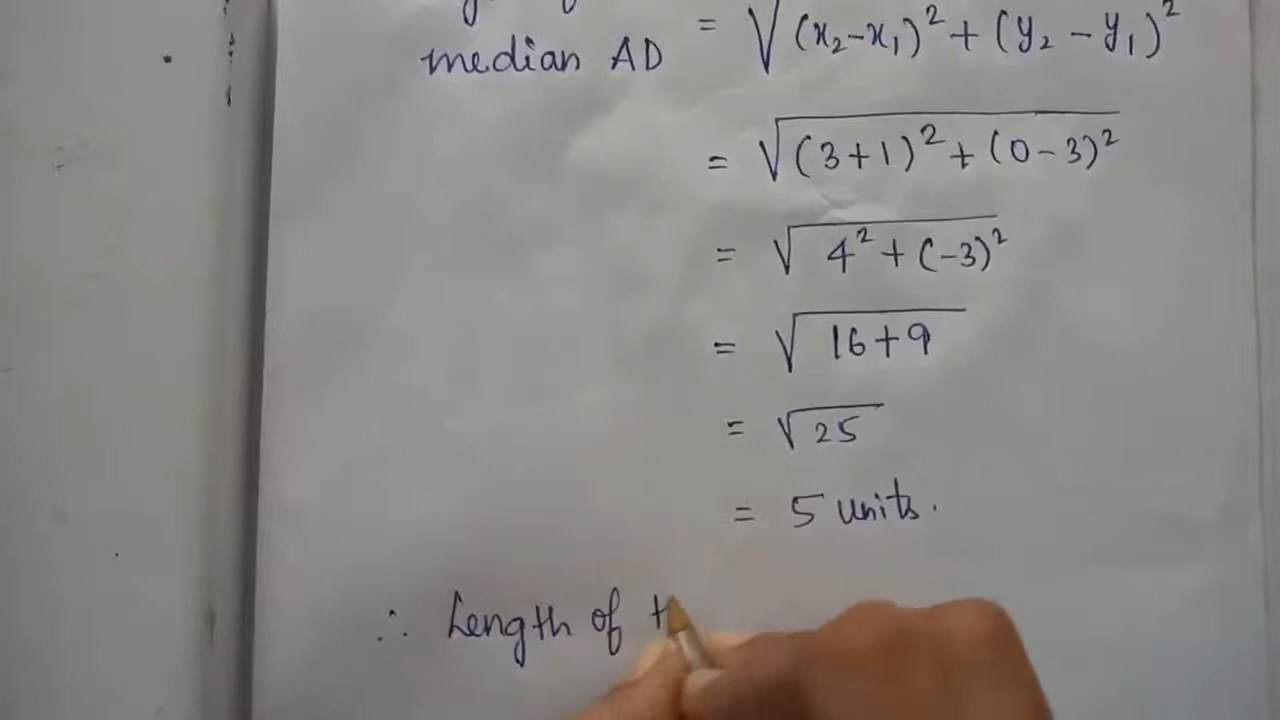 median AD = √(x₂-x₁)² + (y₂-y₁)²
= √(3+1)² + (0-3)²
= √4² + (-3)²
= √16+9
= √25
= 5 units.
∴ Length of